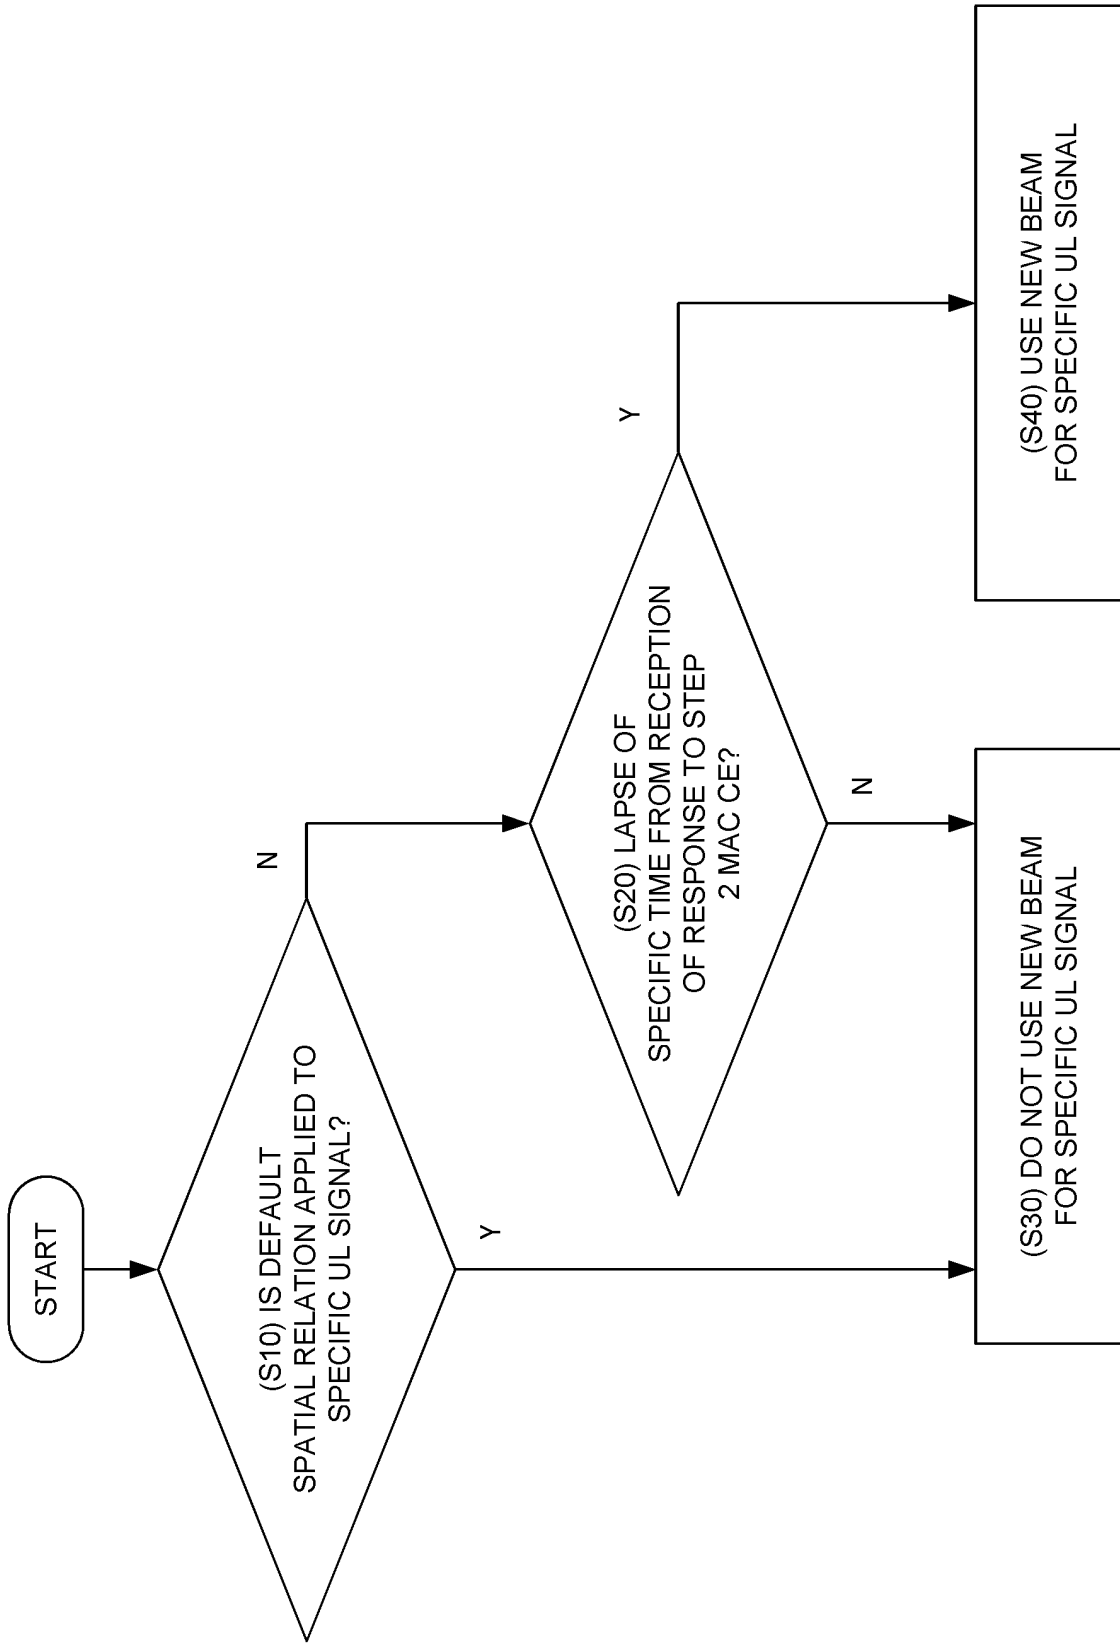 START
(S10) IS DEFAULT
SPATIAL RELATION APPLIED TO
SPECIFIC UL SIGNAL?
N
Y
(S20) LAPSE OF
SPECIFIC TIME FROM RECEPTION
OF RESPONSE TO STEP
2 MAC CE?
Y
N
(S30) DO NOT USE NEW BEAM
FOR SPECIFIC UL SIGNAL
(S40) USE NEW BEAM
FOR SPECIFIC UL SIGNAL